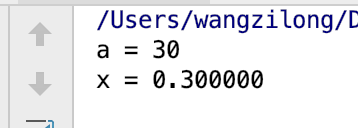 /Users/wangzilong/D
a = 30
x = 0.300000